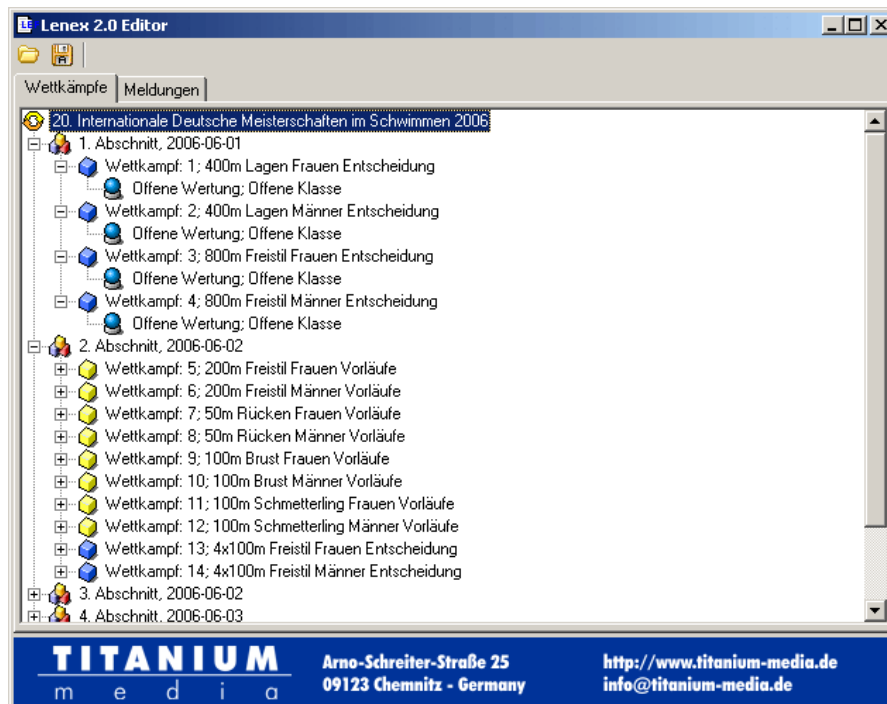 Lenex 2.0 Editor
Wettkämpfe
Meldungen
20. Internationale Deutsche Meisterschaften im Schwimmen 2006
1. Abschnitt, 2006-06-01
Wettkampf: 1; 400m Lagen Frauen Entscheidung
Offene Wertung; Offene Klasse
Wettkampf: 2; 400m Lagen Männer Entscheidung
Offene Wertung; Offene Klasse
Wettkampf: 3; 800m Freistil Frauen Entscheidung
Offene Wertung; Offene Klasse
Wettkampf: 4; 800m Freistil Männer Entscheidung
Offene Wertung; Offene Klasse
2. Abschnitt, 2006-06-02
Wettkampf: 5; 200m Freistil Frauen Vorläufe
Wettkampf: 6; 200m Freistil Männer Vorläufe
Wettkampf: 7; 50m Rücken Frauen Vorläufe
Wettkampf: 8; 50m Rücken Männer Vorläufe
Wettkampf: 9; 100m Brust Frauen Vorläufe
Wettkampf: 10; 100m Brust Männer Vorläufe
Wettkampf: 11; 100m Schmetterling Frauen Vorläufe
Wettkampf: 12; 100m Schmetterling Männer Vorläufe
Wettkampf: 13; 4x100m Freistil Frauen Entscheidung
Wettkampf: 14; 4x100m Freistil Männer Entscheidung
3. Abschnitt, 2006-06-02
4. Abschnitt, 2006-06-03
TITANIUM
media
Arno-Schreiter-Straße 25
09123 Chemnitz - Germany
http://www.titanium-media.de
info@titanium-media.de